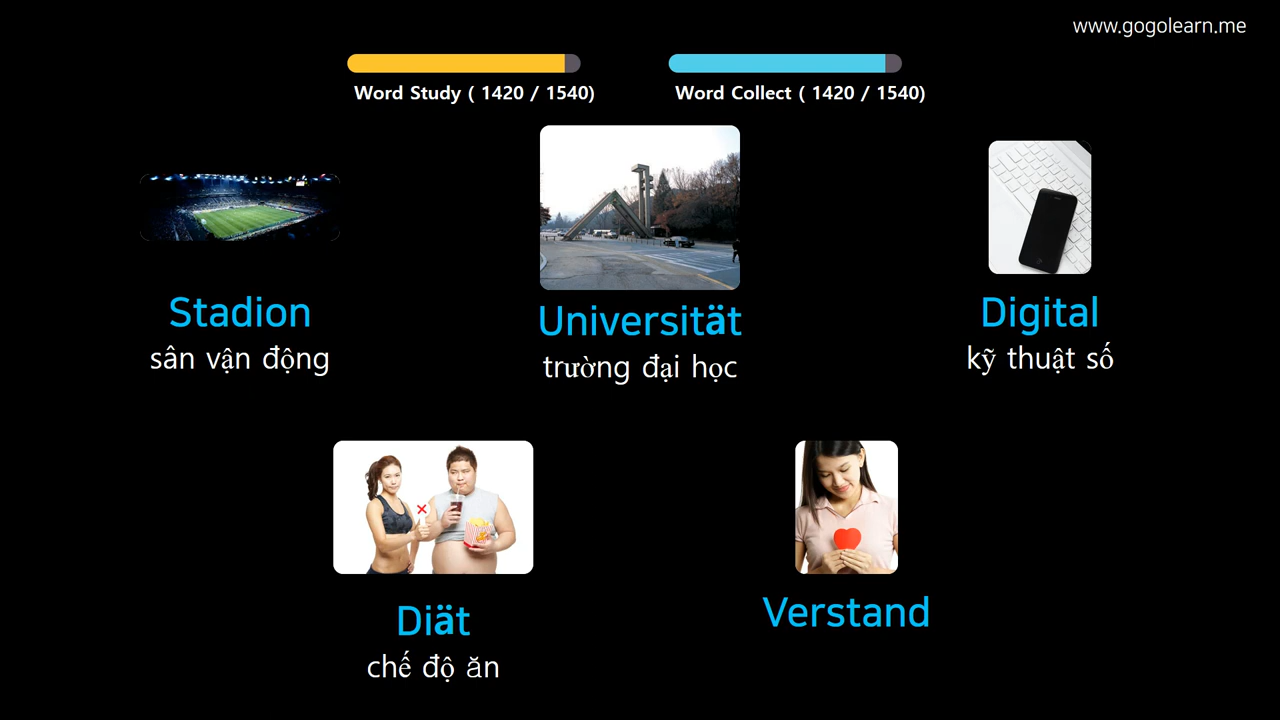 www.gogolearn.me
Word Study ( 1420 / 1540)
Word Collect ( 1420 / 1540)
Stadion
sân vận động
Universität
trường đại học
Digital
kỹ thuật số
Diät
chế độ ăn
Verstand